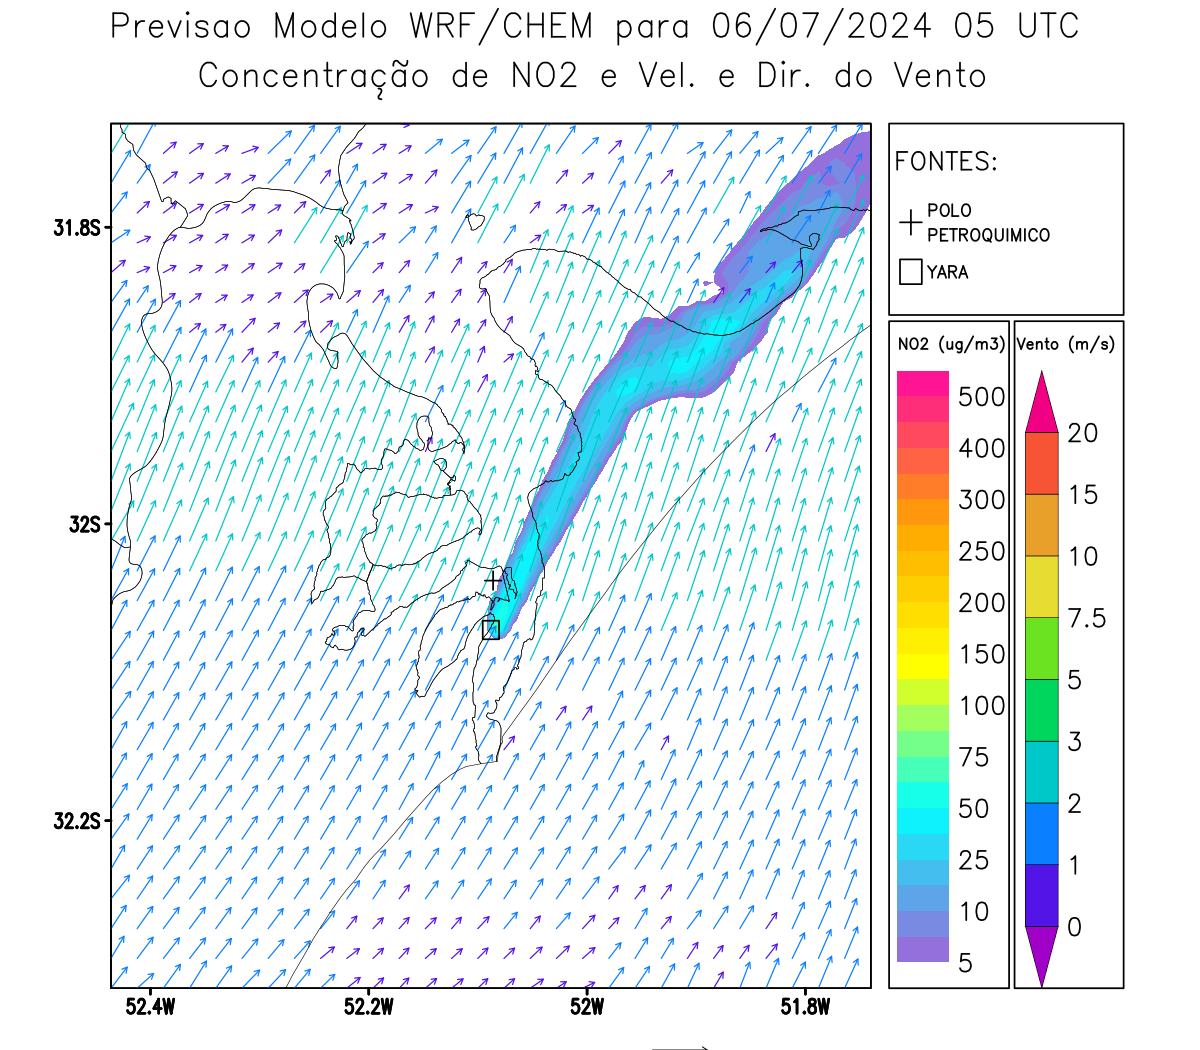 Previsao Modelo WRF/CHEM para 06/07/2024 05 UTC
Concentração de NO2 e Vel. e Dir. do Vento
FONTES:
POLO
PETROQUIMICO
YARA
NO2 (ug/m3)
500
400
300
250
200
150
100
75
50
25
10
5
Vento (m/s)
20
15
10
7.5
5
3
2
1
0
31.8S
32S
32.2S
52.4W
52.2W
52W
51.8W